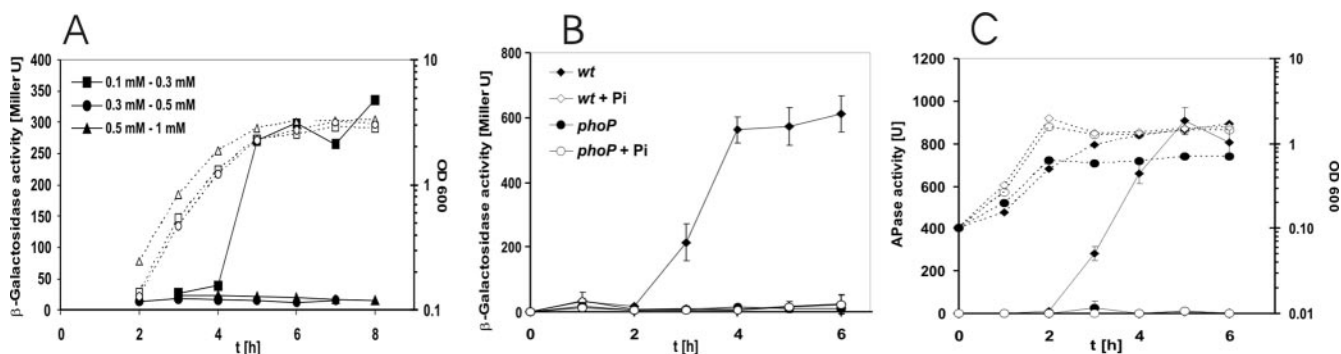 A
β-Galactosidase activity [Miller U]
400
350
300
250
200
150
100
50
0
0.1 mM - 0.3 mM
0.3 mM - 0.5 mM
0.5 mM - 1 mM
10
1
0.1
OD 600
0 2 4 6 8
t [h]
B
β-Galactosidase activity [Miller U]
800
600
400
200
0
wt
wt + Pi
phoP
phoP + Pi
0 2 4 6
t [h]
C
APase activity [U]
1200
1000
800
600
400
200
0
10
1
0.10
0.01
OD 600
0 2 4 6
t [h]